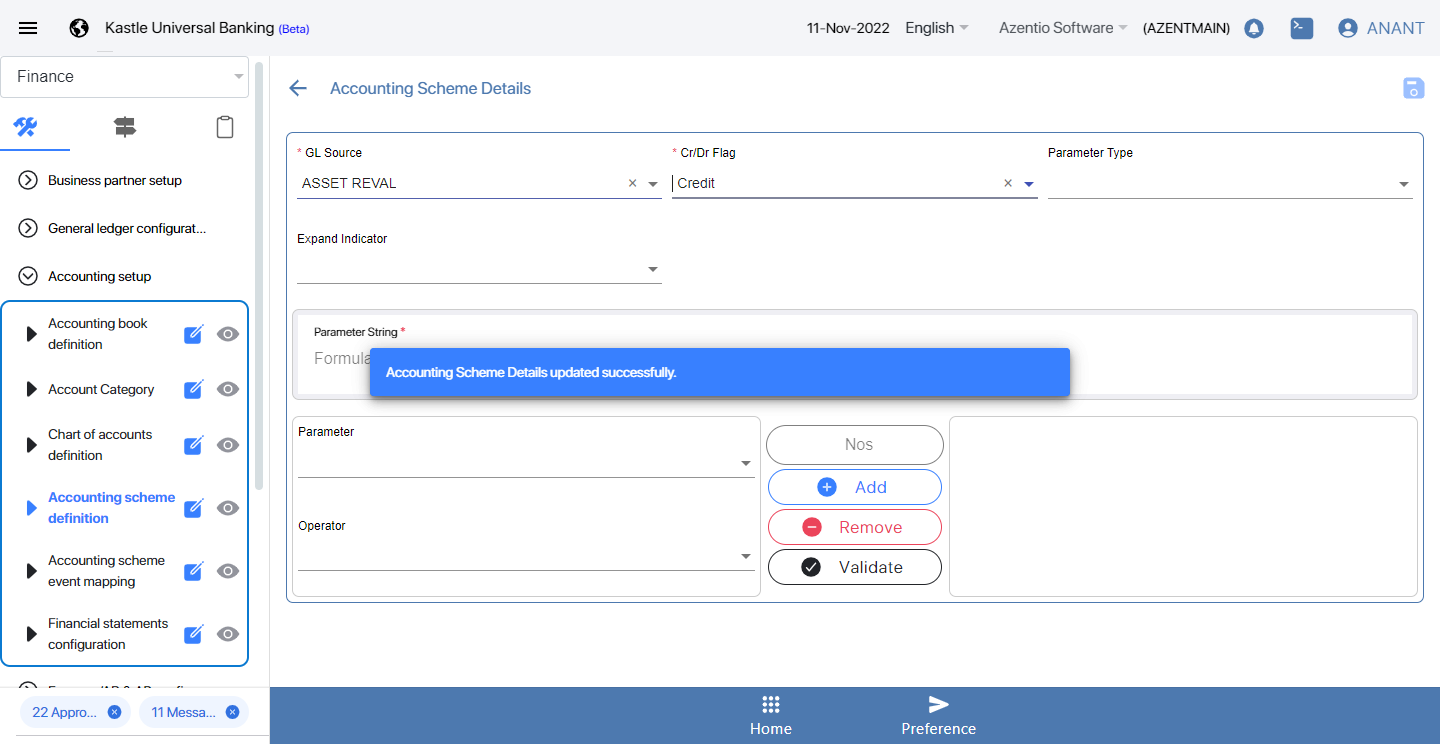 Kastle Universal Banking (Beta)
11-Nov-2022 English Azentio Software (AZENTMAIN) ANANT
Finance
Business partner setup
General ledger configurat...
Accounting setup
Accounting book
definition
Account Category
Chart of accounts
definition
Accounting scheme
definition
Accounting scheme
event mapping
Financial statements
configuration
22 Appro...
11 Messa...
Accounting Scheme Details
* GL Source
ASSET REVAL
* Cr/Dr Flag
Credit
Parameter Type
Expand Indicator
Parameter String *
Formula
Accounting Scheme Details updated successfully.
Parameter
Operator
Nos
Add
Remove
Validate
Home
Preference